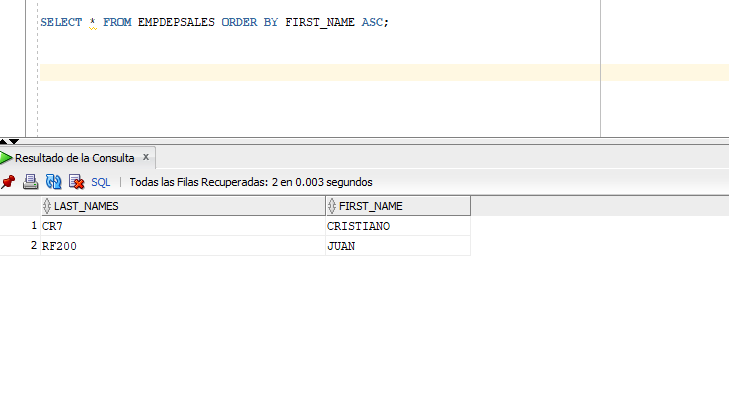 SELECT * FROM EMPDEPSALES ORDER BY FIRST_NAME ASC;
Resultado de la Consulta x
SQL | Todas las Filas Recuperadas: 2 en 0.003 segundos
LAST_NAMES FIRST_NAME
1 CR7 CRISTIANO
2 RF200 JUAN